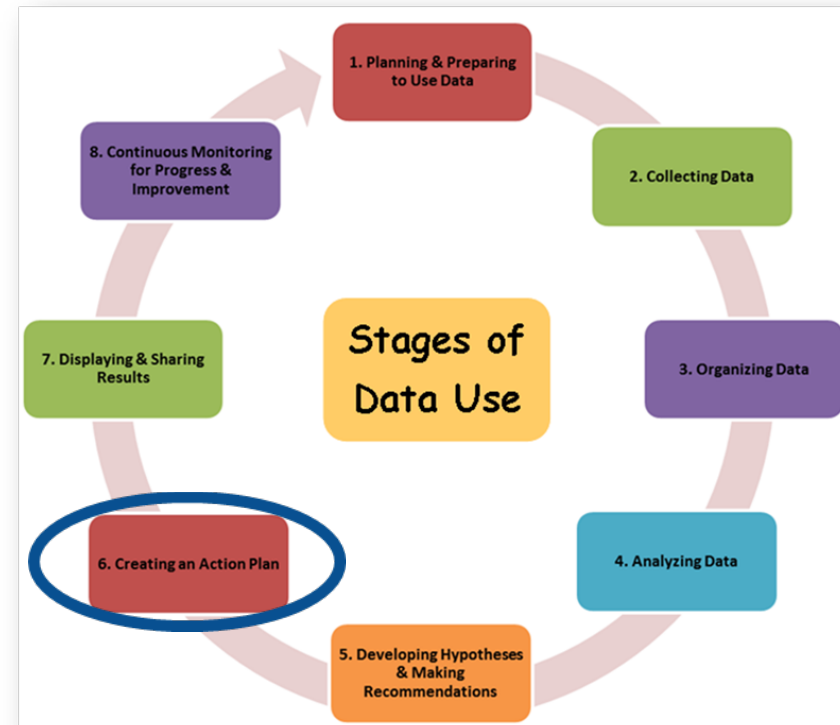 1. Planning & Preparing
to Use Data
2. Collecting Data
3. Organizing Data
4. Analyzing Data
5. Developing Hypotheses
& Making
Recommendations
6. Creating an Action Plan
7. Displaying & Sharing
Results
8. Continuous Monitoring
for Progress &
Improvement
Stages of
Data Use